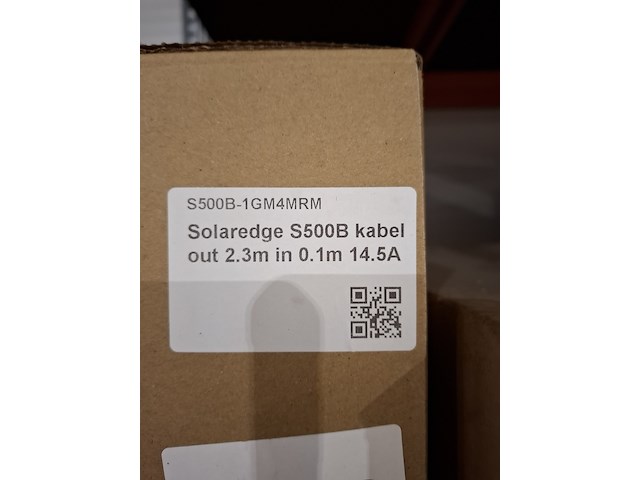 S500B-1GM4MRM
Solaredge S500B kabel
out 2.3m in 0.1m 14.5A